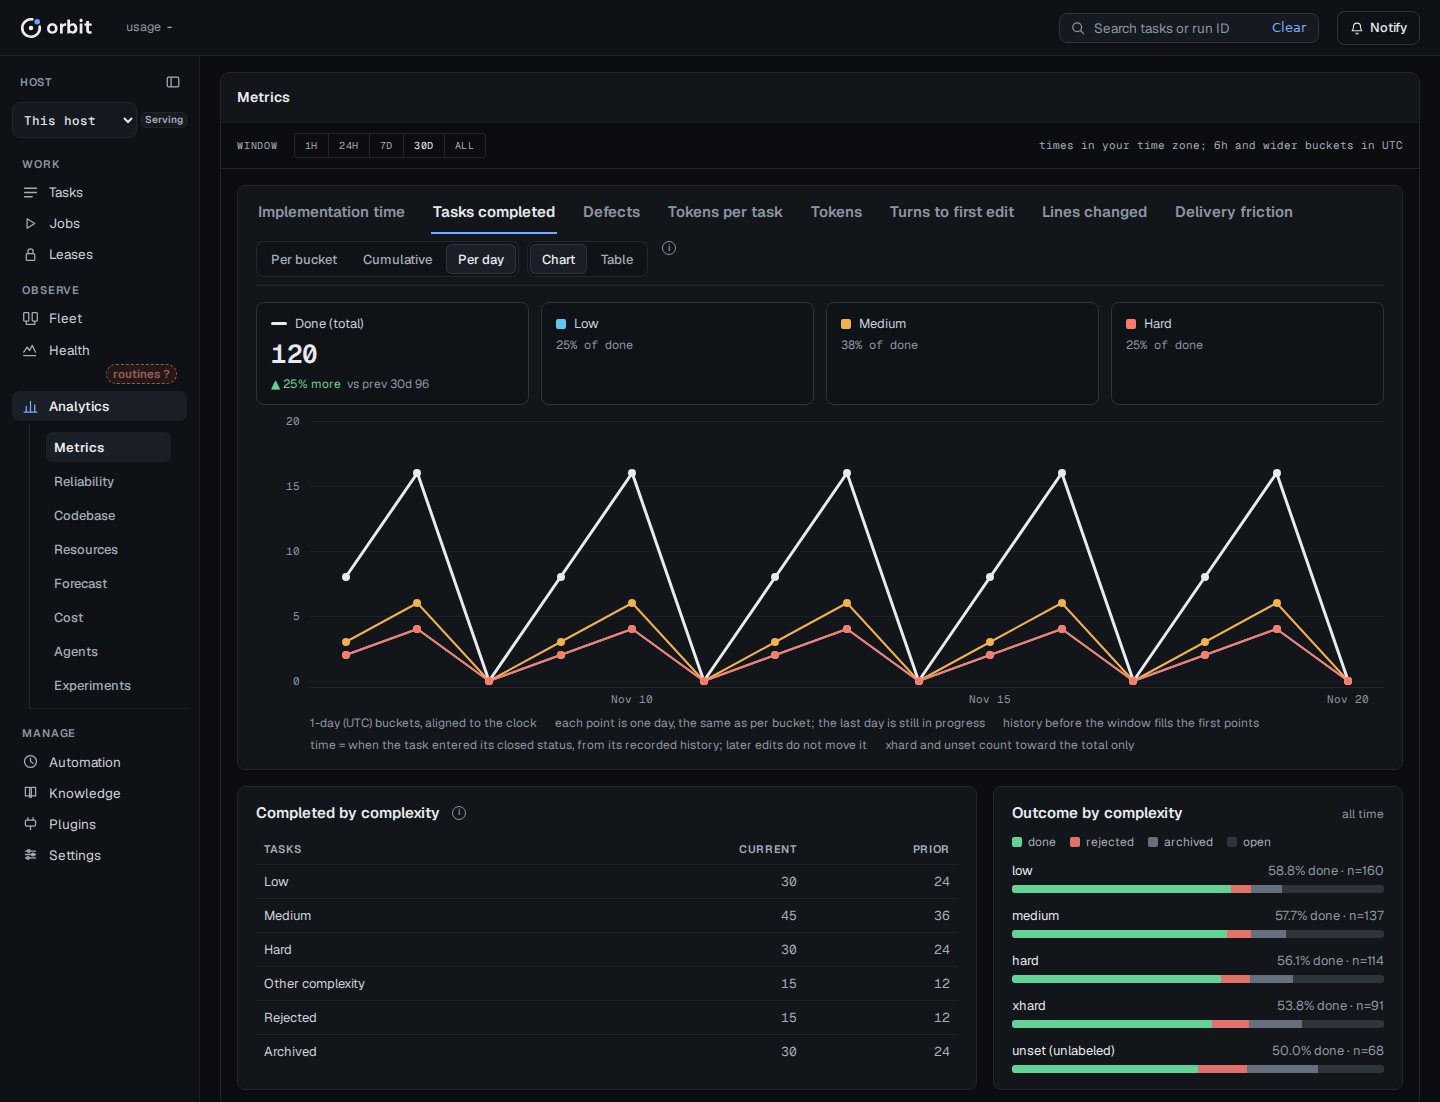 orbit
usage -
Search tasks or run ID
Clear
Notify
HOST
This host
Serving
WORK
Tasks
Jobs
Leases
OBSERVE
Fleet
Health
routines ?
Analytics
Metrics
Reliability
Codebase
Resources
Forecast
Cost
Agents
Experiments
MANAGE
Automation
Knowledge
Plugins
Settings
Metrics
WINDOW 1H 24H 7D 30D ALL
times in your time zone; 6h and wider buckets in UTC
Implementation time Tasks completed Defects Tokens per task Tokens Turns to first edit Lines changed Delivery friction
Per bucket Cumulative Per day Chart Table
Done (total)
120
▲ 25% more vs prev 30d 96
Low
25% of done
Medium
38% of done
Hard
25% of done
20
15
10
5
0
Nov 10 Nov 15 Nov 20
1-day (UTC) buckets, aligned to the clock each point is one day, the same as per bucket; the last day is still in progress history before the window fills the first points
time = when the task entered its closed status, from its recorded history; later edits do not move it xhard and unset count toward the total only
Completed by complexity
TASKS CURRENT PRIOR
Low 30 24
Medium 45 36
Hard 30 24
Other complexity 15 12
Rejected 15 12
Archived 30 24
Outcome by complexity all time
done rejected archived open
low 58.8% done · n=160
medium 57.7% done · n=137
hard 56.1% done · n=114
xhard 53.8% done · n=91
unset (unlabeled) 50.0% done · n=68